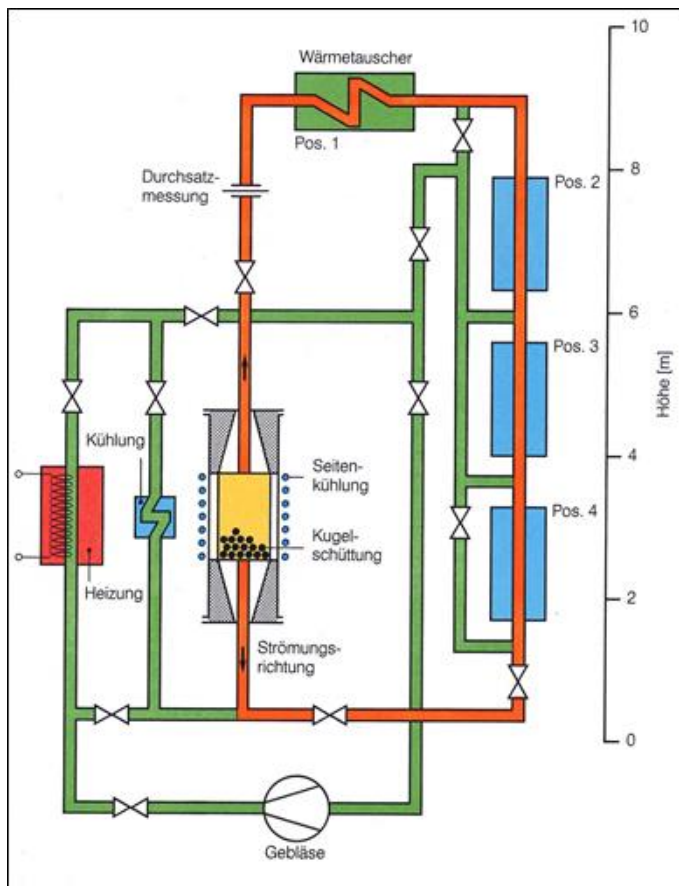 Wärmetauscher
Pos. 1
Durchsatz-
messung
Pos. 2
Pos. 3
Pos. 4
Kühlung
Heizung
Seiten-
kühlung
Kugel-
schüttung
Strömungs-
richtung
Gebläse
10
8
6
4
2
0
Höhe [m]